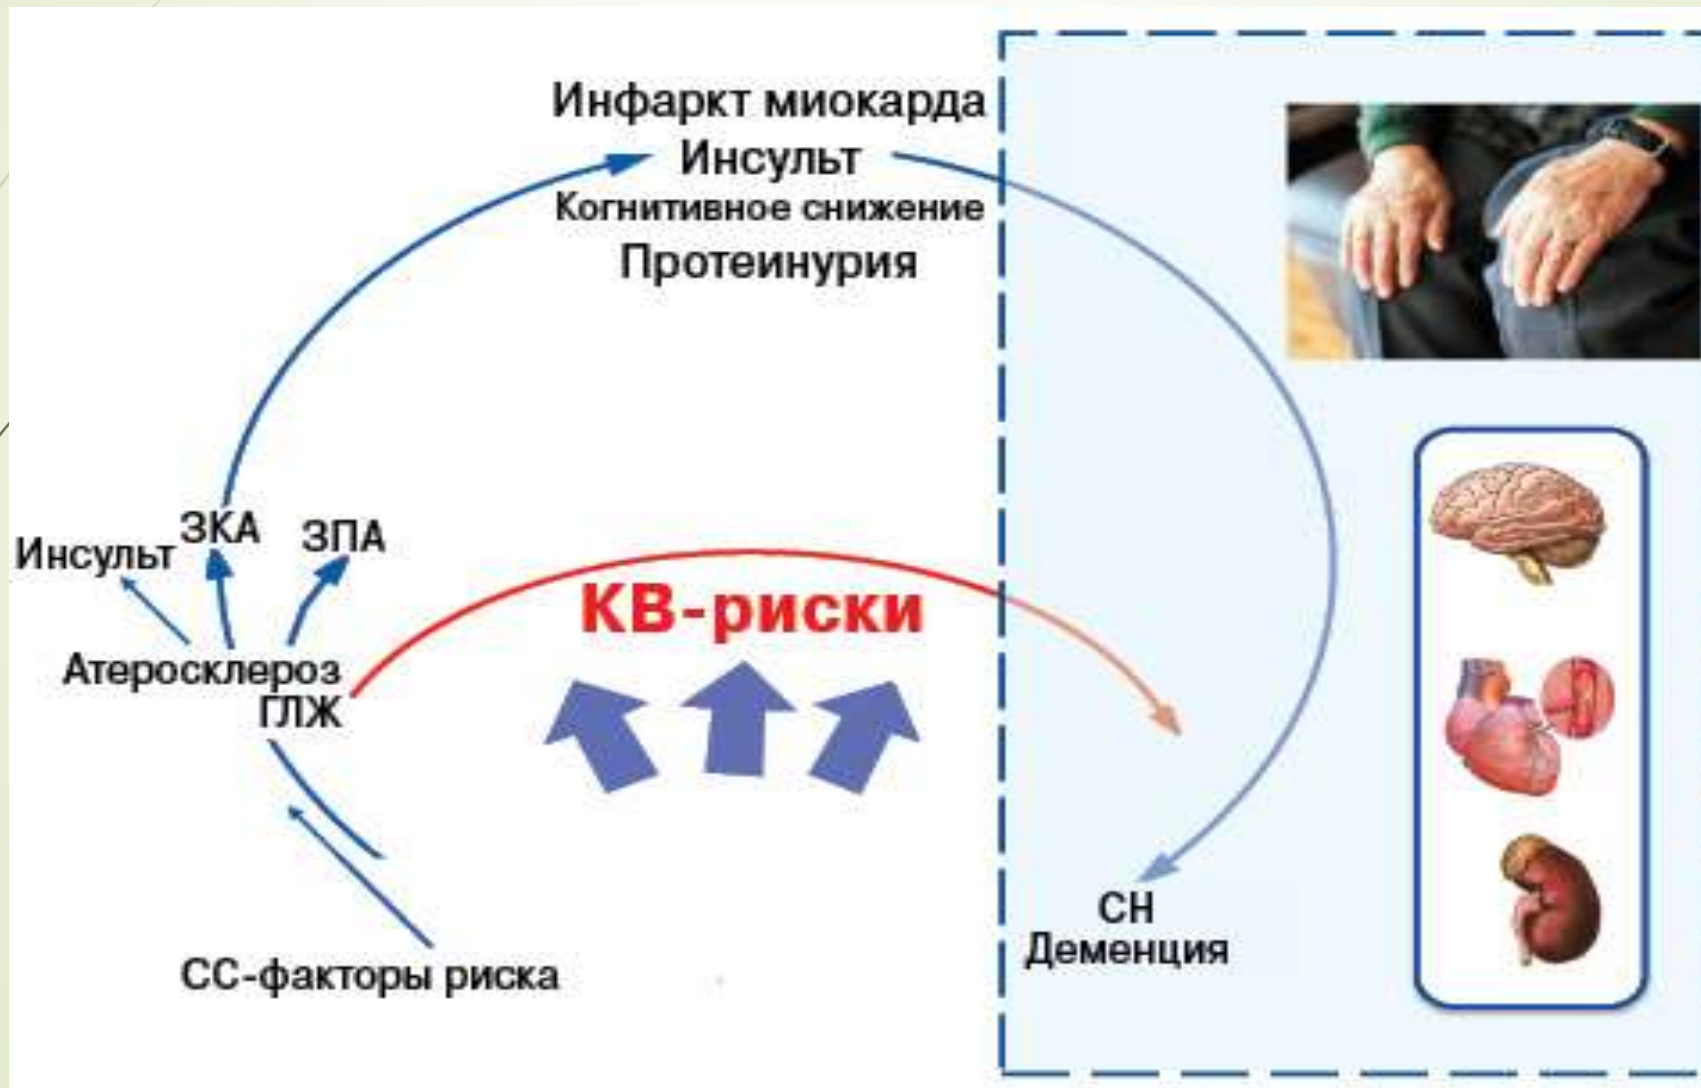 Инфаркт миокарда
Инсульт
Когнитивное снижение
Протеинурия
Инсульт
ЗКА
ЗПА
Атеросклероз
ГЛЖ
КВ-риски
СС-факторы риска
СН
Деменция